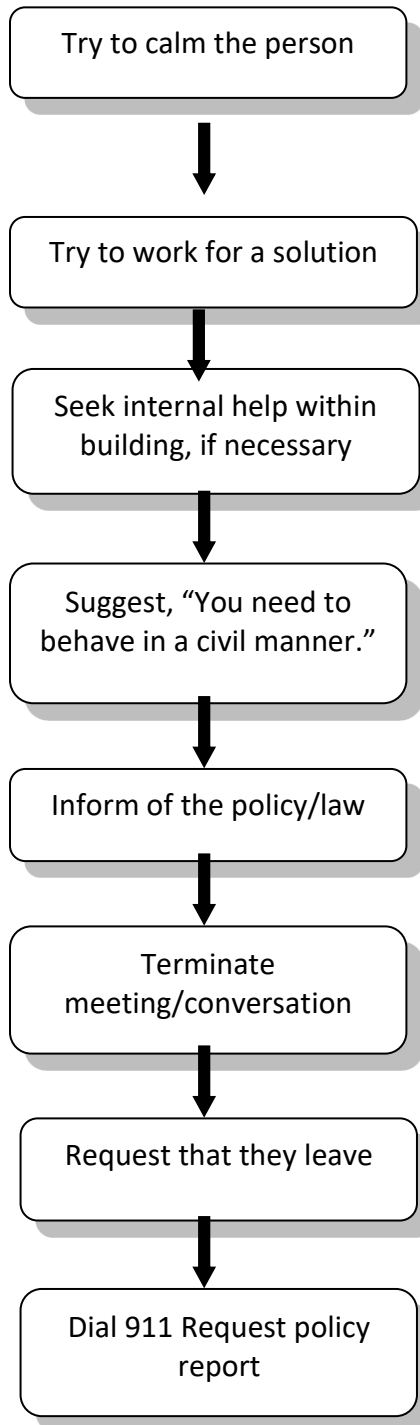 Try to calm the person
Try to work for a solution
Seek internal help within
building, if necessary
Suggest, “You need to
behave in a civil manner.”
Inform of the policy/law
Terminate
meeting/conversation
Request that they leave
Dial 911 Request policy
report